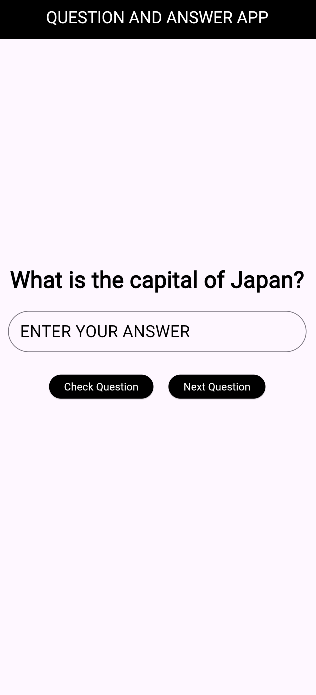 QUESTION AND ANSWER APP
What is the capital of Japan?
ENTER YOUR ANSWER
Check Question
Next Question